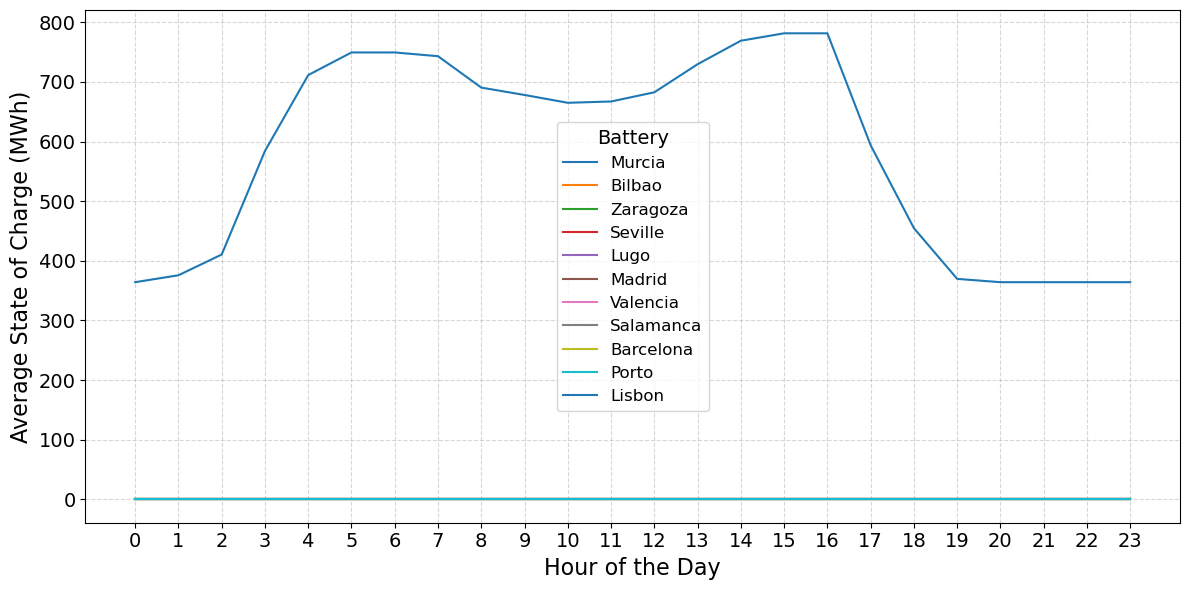 Average State of Charge (MWh)
800
700
600
500
400
300
200
100
0
Battery
Murcia
Bilbao
Zaragoza
Seville
Lugo
Madrid
Valencia
Salamanca
Barcelona
Porto
Lisbon
0 1 2 3 4 5 6 7 8 9 10 11 12 13 14 15 16 17 18 19 20 21 22 23
Hour of the Day